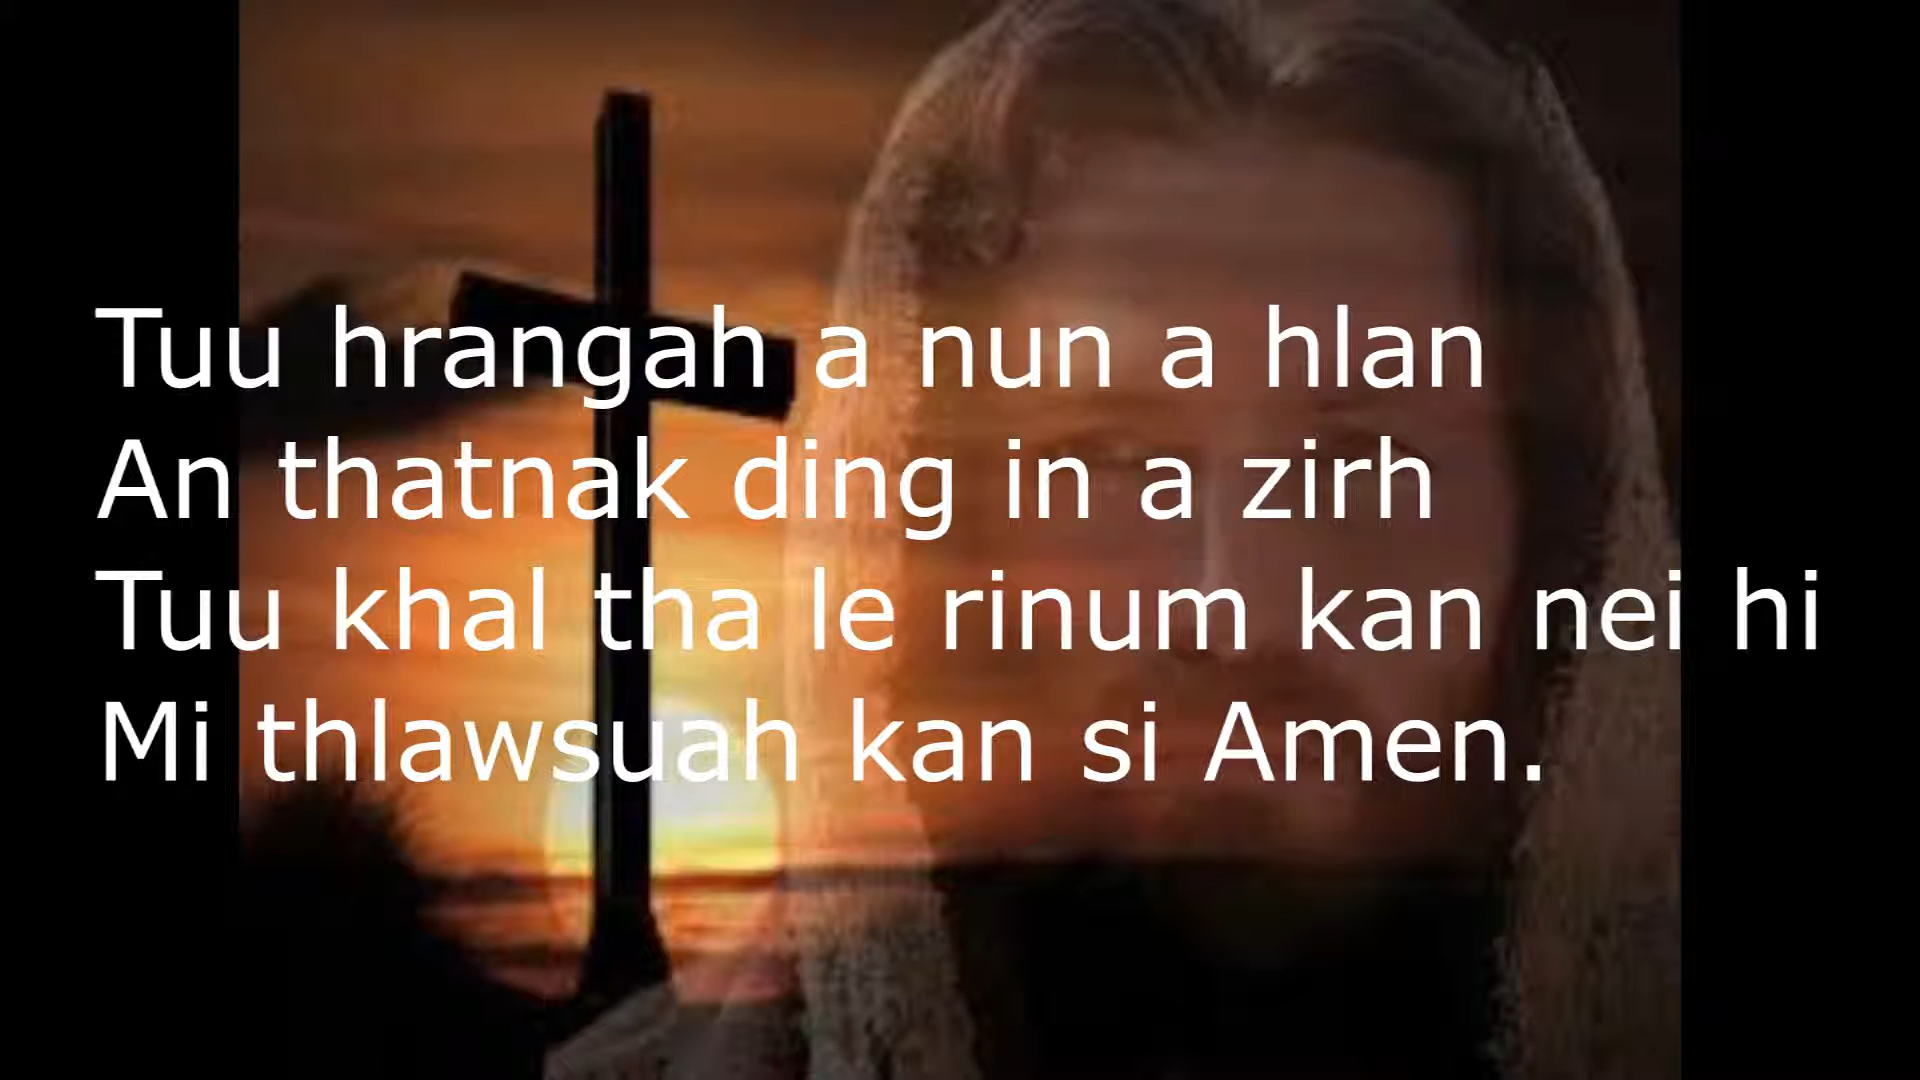 Tuu hrangah a nun a hlan
An thatnak ding in a zirh
Tuu khal tha le rinum kan nei hi
Mi thlawsuah kan si Amen.